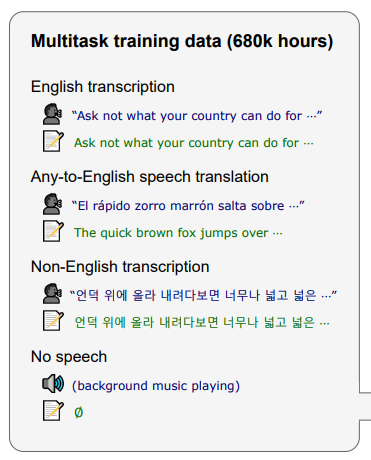 Multitask training data (680k hours)
English transcription
“Ask not what your country can do for ⋯”
Ask not what your country can do for ⋯
Any-to-English speech translation
“El rápido zorro marrón salta sobre ⋯”
The quick brown fox jumps over ⋯
Non-English transcription
“언덕 위에 올라 내려다보면 너무나 넓고 넓은 ⋯”
언덕 위에 올라 내려다보면 너무나 넓고 넓은 ⋯
No speech
(background music playing)
∅